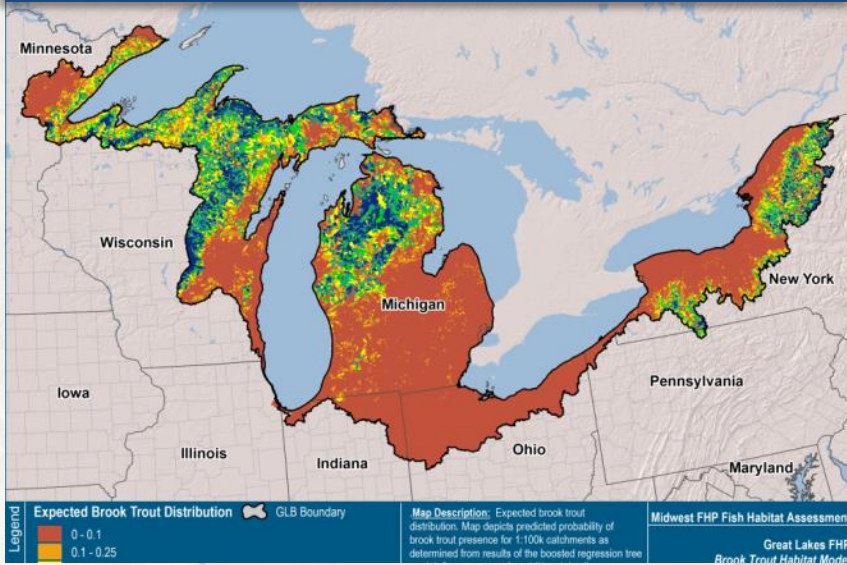 Minnesota
Wisconsin
Michigan
New York
Iowa
Pennsylvania
Illinois
Indiana
Ohio
Maryland
Legend
Expected Brook Trout Distribution
GLB Boundary
0 - 0.1
0.1 - 0.25
Map Description: Expected brook trout
distribution. Map depicts predicted probability of
brook trout presence for 1:100k catchments as
determined from results of the boosted regression tree
Midwest FHP Fish Habitat Assessmen
Great Lakes FHP
Brook Trout Habitat Mode